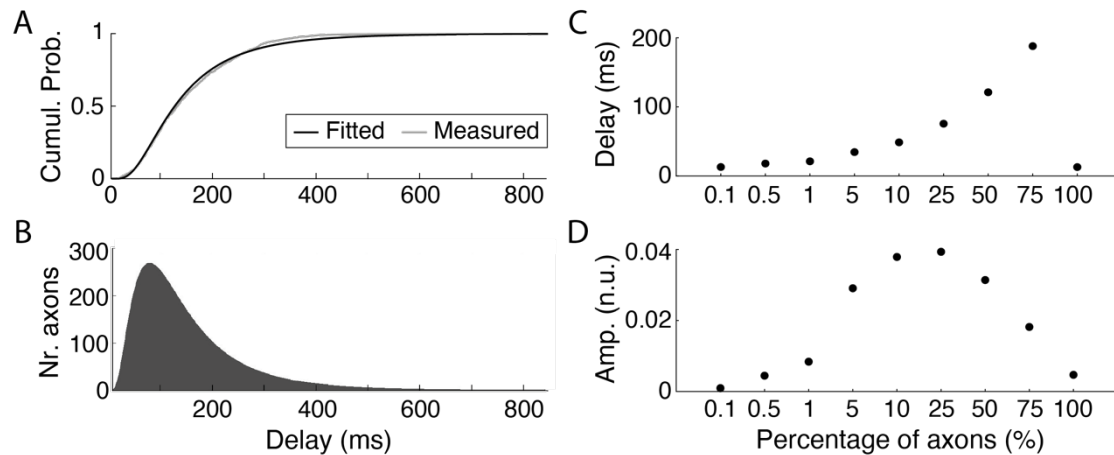 A
Cumul. Prob.
1
0.5
0
Fitted Measured
200 400 600 800
B
Nr. axons
300
200
100
0
200 400 600 800
Delay (ms)
C
Delay (ms)
200
100
0
0.1 0.5 1 5 10 25 50 75 100
D
Amp. (n.u.)
0.04
0.02
0
0.1 0.5 1 5 10 25 50 75 100
Percentage of axons (%)